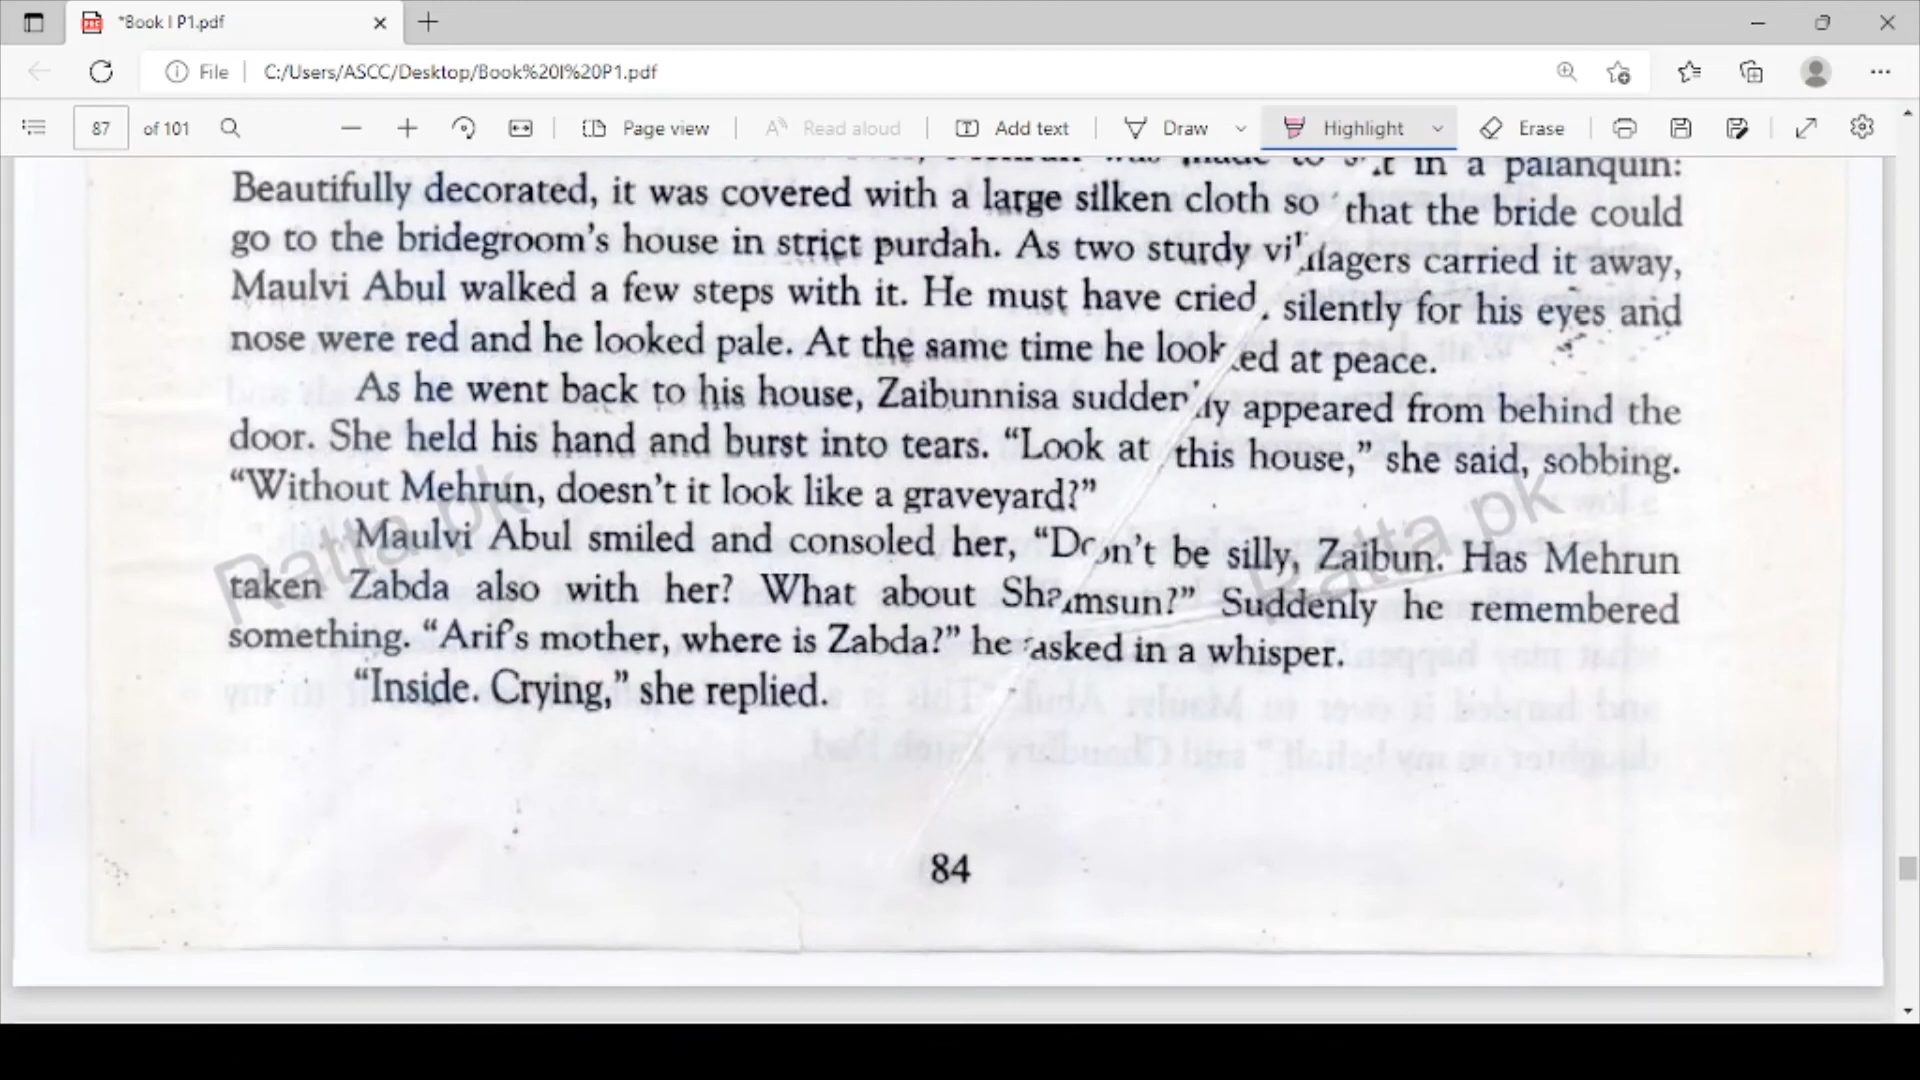 *Book I P1.pdf
File
C:/Users/ASCC/Desktop/Book%20I%20P1.pdf
87 of 101 Page view Read aloud Add text Draw Highlight Erase
in a palanquin:
Beautifully decorated, it was covered with a large silken cloth so that the bride could
go to the bridegroom's house in strict purdah. As two sturdy villagers carried it away,
Maulvi Abul walked a few steps with it. He must have cried silently for his eyes and
nose were red and he looked pale. At the same time he looked at peace.
As he went back to his house, Zaibunnisa suddenly appeared from behind the
door. She held his hand and burst into tears. “Look at this house,” she said, sobbing.
“Without Mehrun, doesn't it look like a graveyard?”
Maulvi Abul smiled and consoled her, “Don't be silly, Zaibun. Has Mehrun
taken Zabda also with her? What about Shamsun?” Suddenly he remembered
something. “Arif's mother, where is Zabda?” he asked in a whisper.
“Inside. Crying,” she replied.
Ratta.pk
Ratta.pk
84